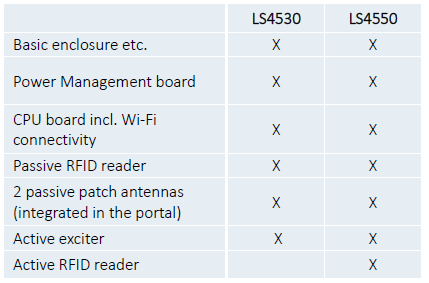 LS4530 LS4550
Basic enclosure etc. X X
Power Management board X X
CPU board incl. Wi-Fi
connectivity X X
Passive RFID reader X X
2 passive patch antennas
(integrated in the portal) X X
Active exciter X X
Active RFID reader X